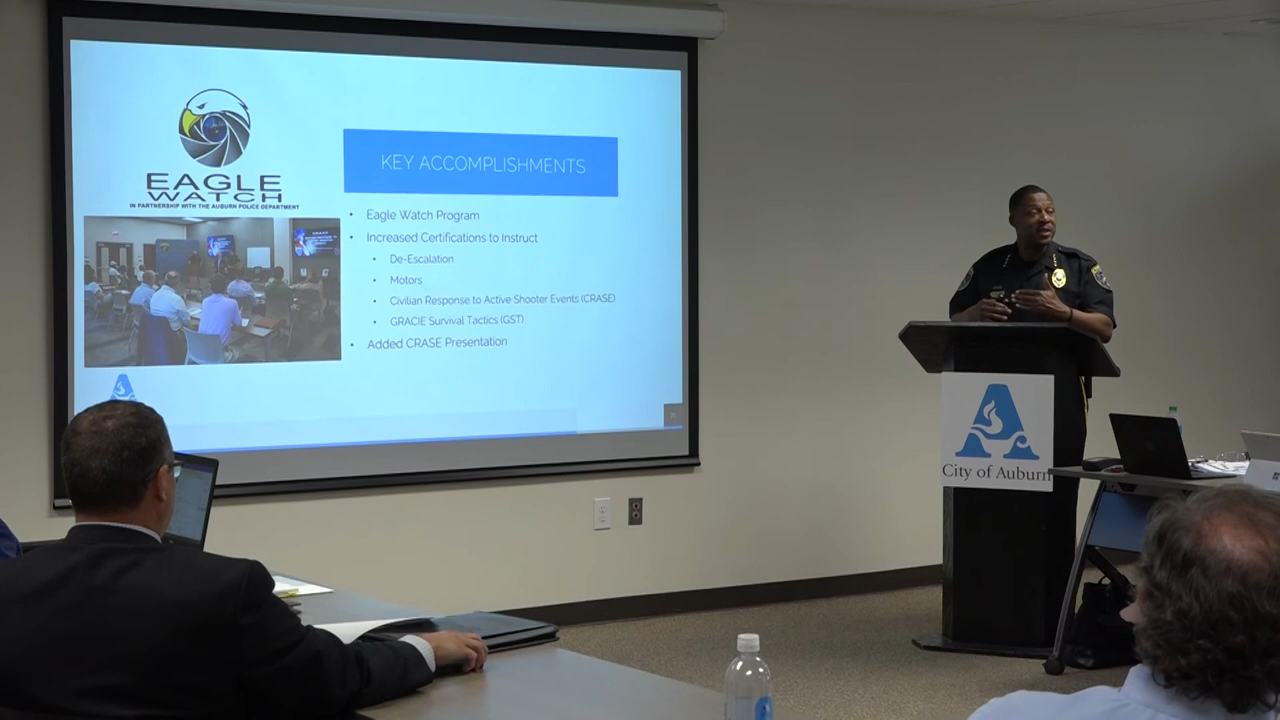 EAGLE
WATCH
IN PARTNERSHIP WITH THE AUBURN POLICE DEPARTMENT
KEY ACCOMPLISHMENTS
• Eagle Watch Program
• Increased Certifications to Instruct
• De-Escalation
• Motors
• Civilian Response to Active Shooter Events (CRASE)
• GRACIE Survival Tactics (GST)
• Added CRASE Presentation
A
City of Auburn